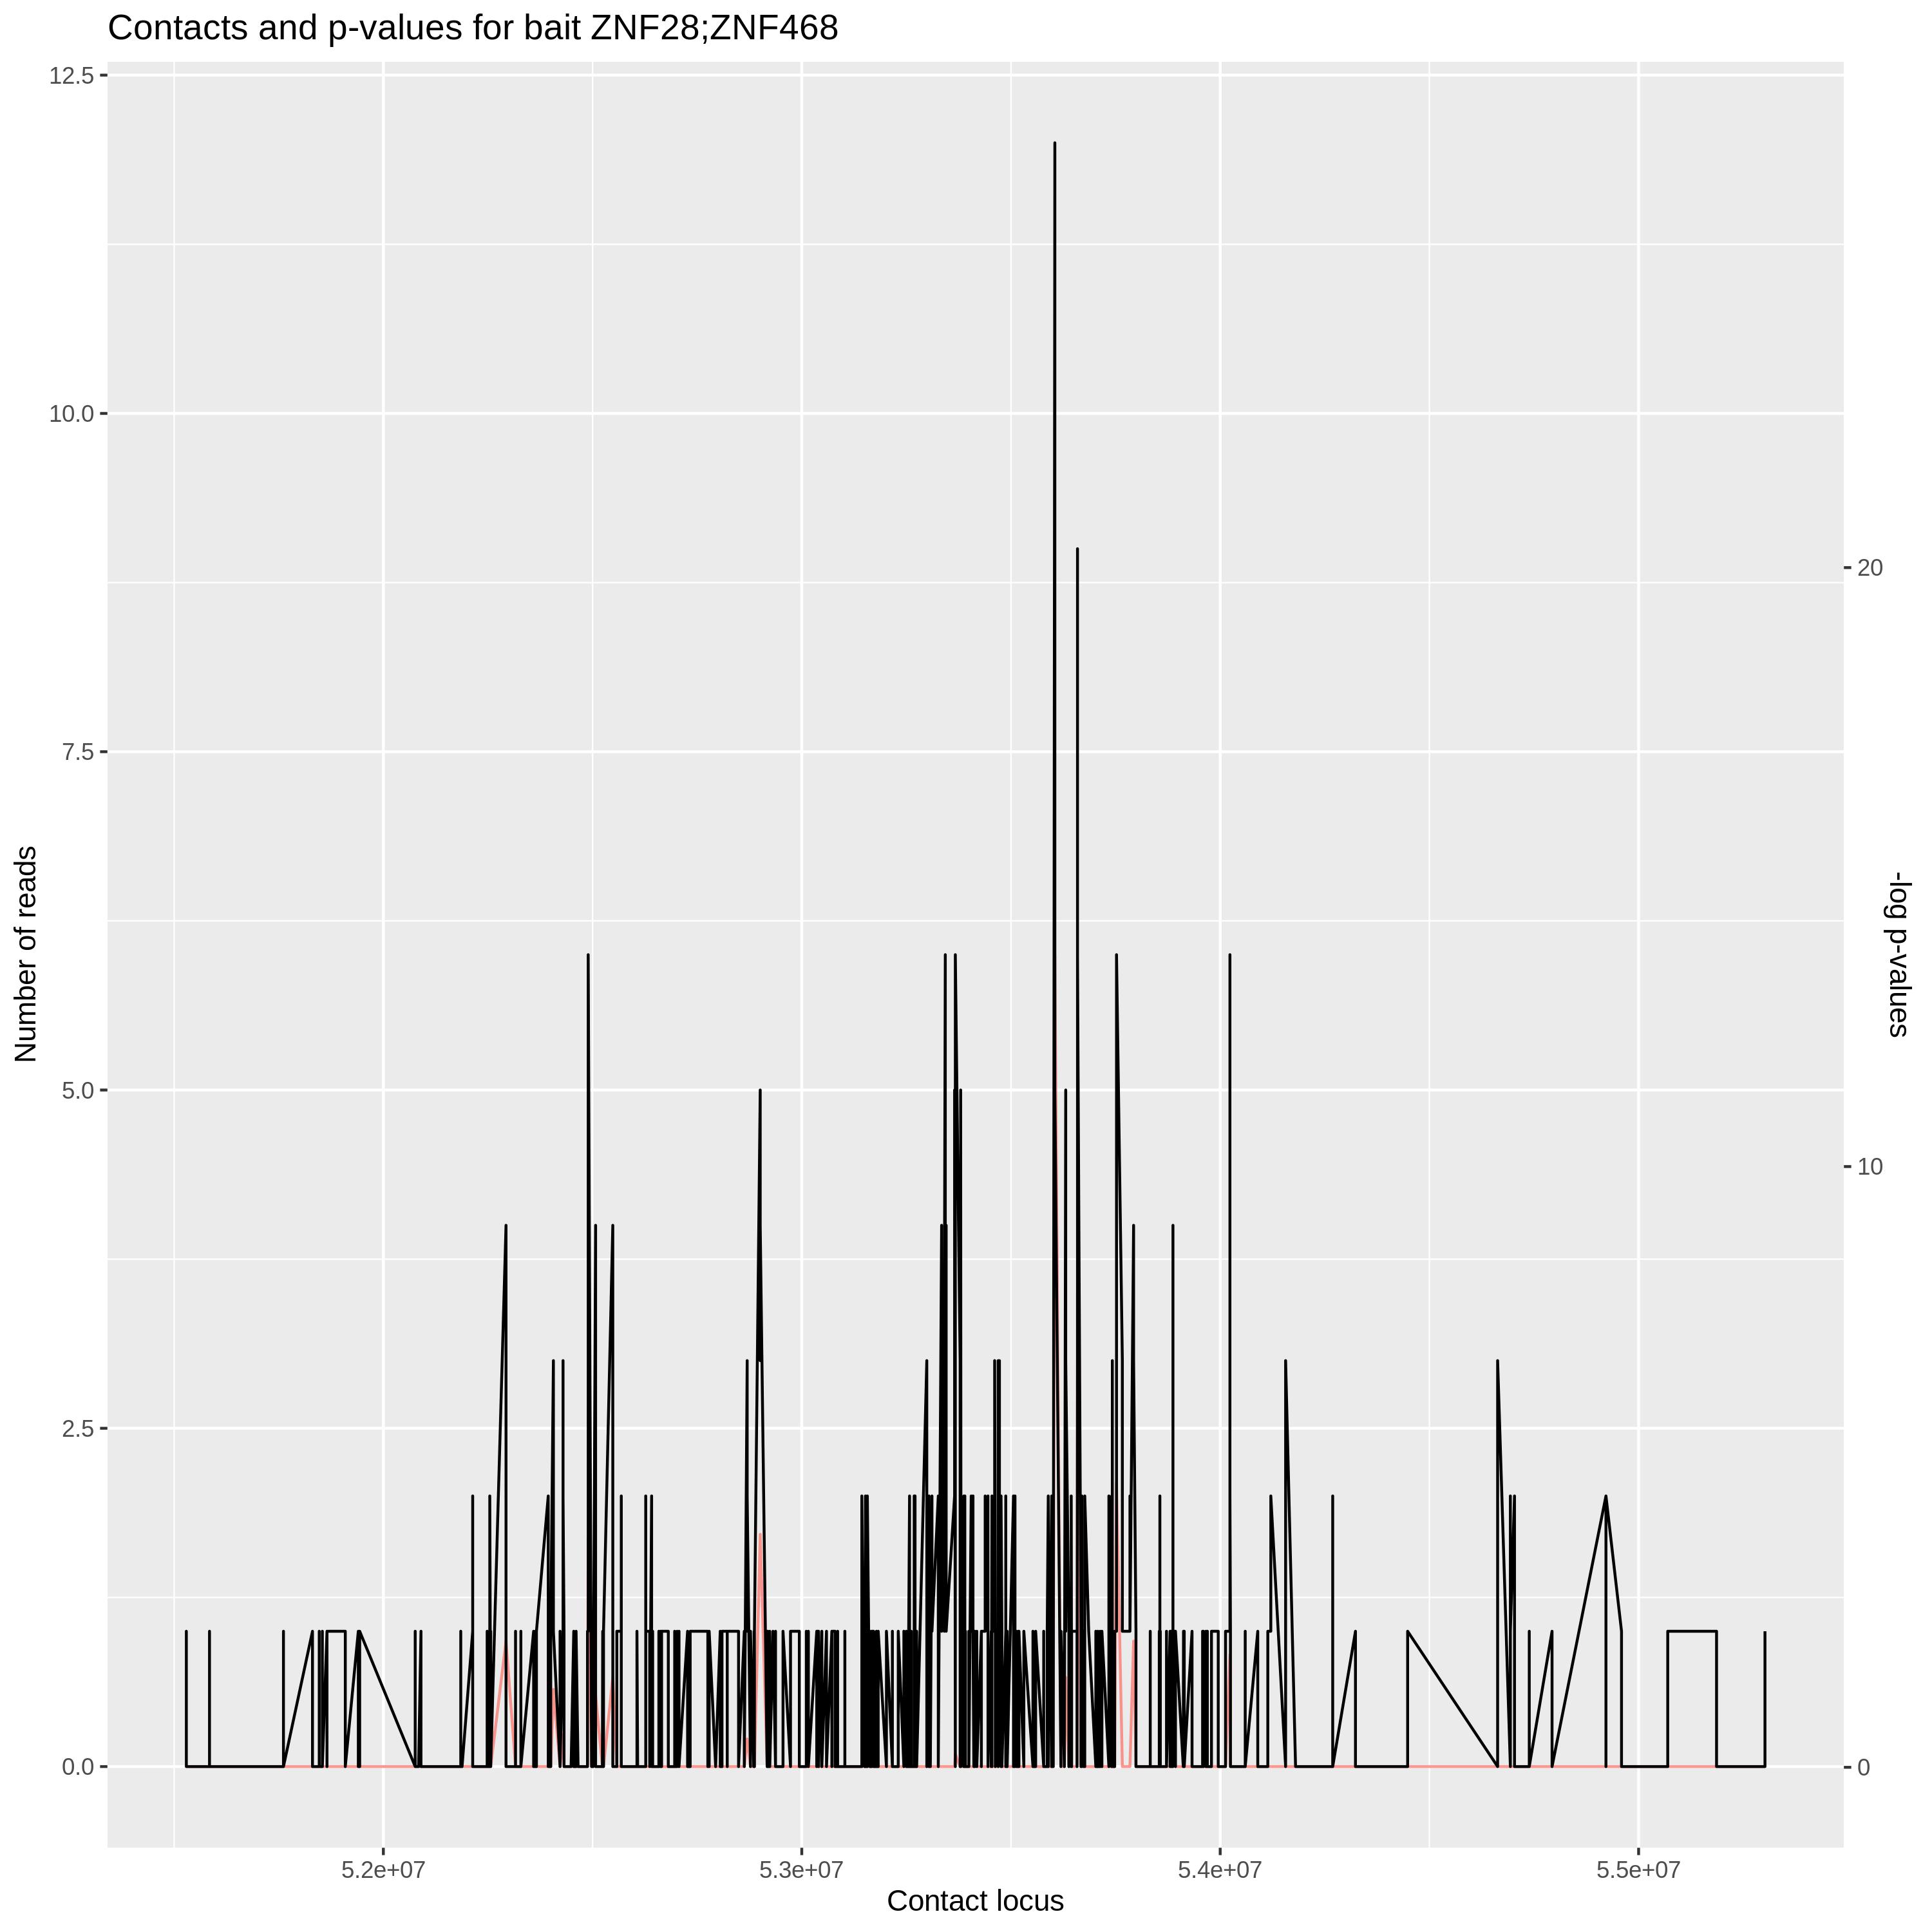 Contacts and p-values for bait ZNF28;ZNF468
12.5
10.0
7.5
5.0
2.5
0.0
Number of reads
20
10
0
-log p-values
5.2e+07
5.3e+07
5.4e+07
5.5e+07
Contact locus